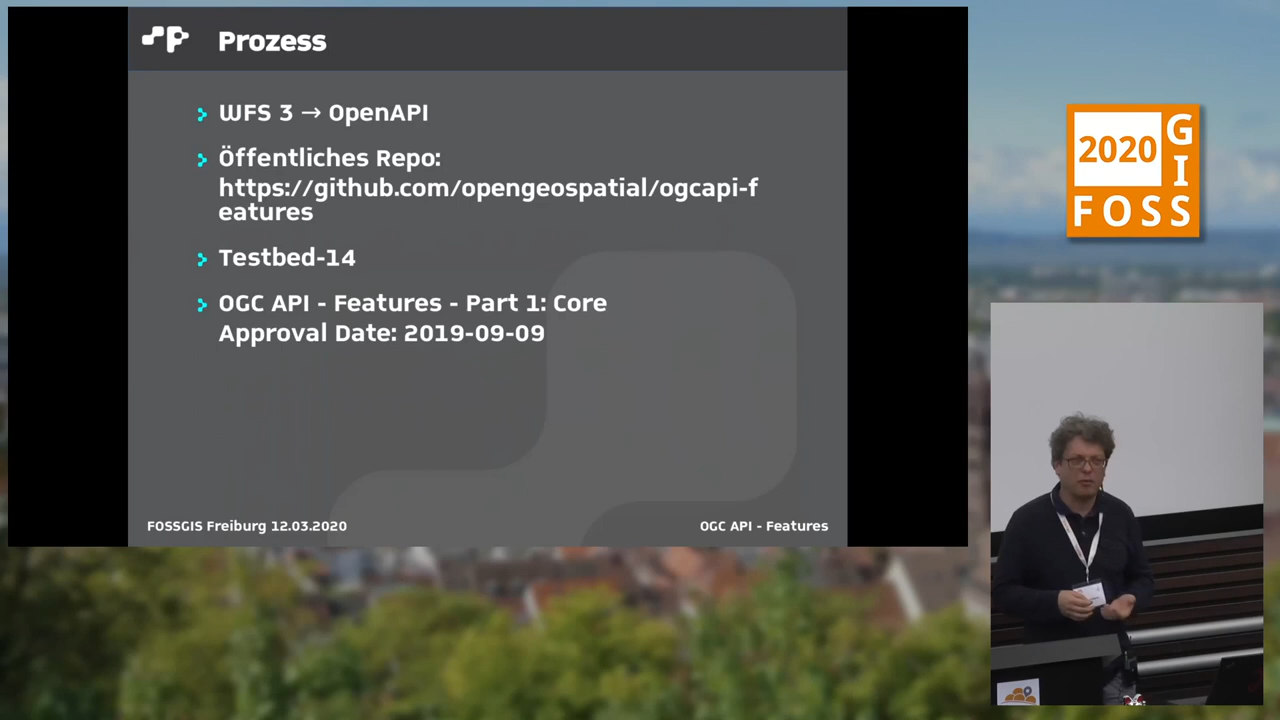 Prozess
WFS 3 → OpenAPI
Öffentliches Repo:
https://github.com/opengeospatial/ogcapi-f
eatures
Testbed-14
OGC API - Features - Part 1: Core
Approval Date: 2019-09-09
FOSSGIS Freiburg 12.03.2020
OGC API - Features
2020
G
I
FOSS